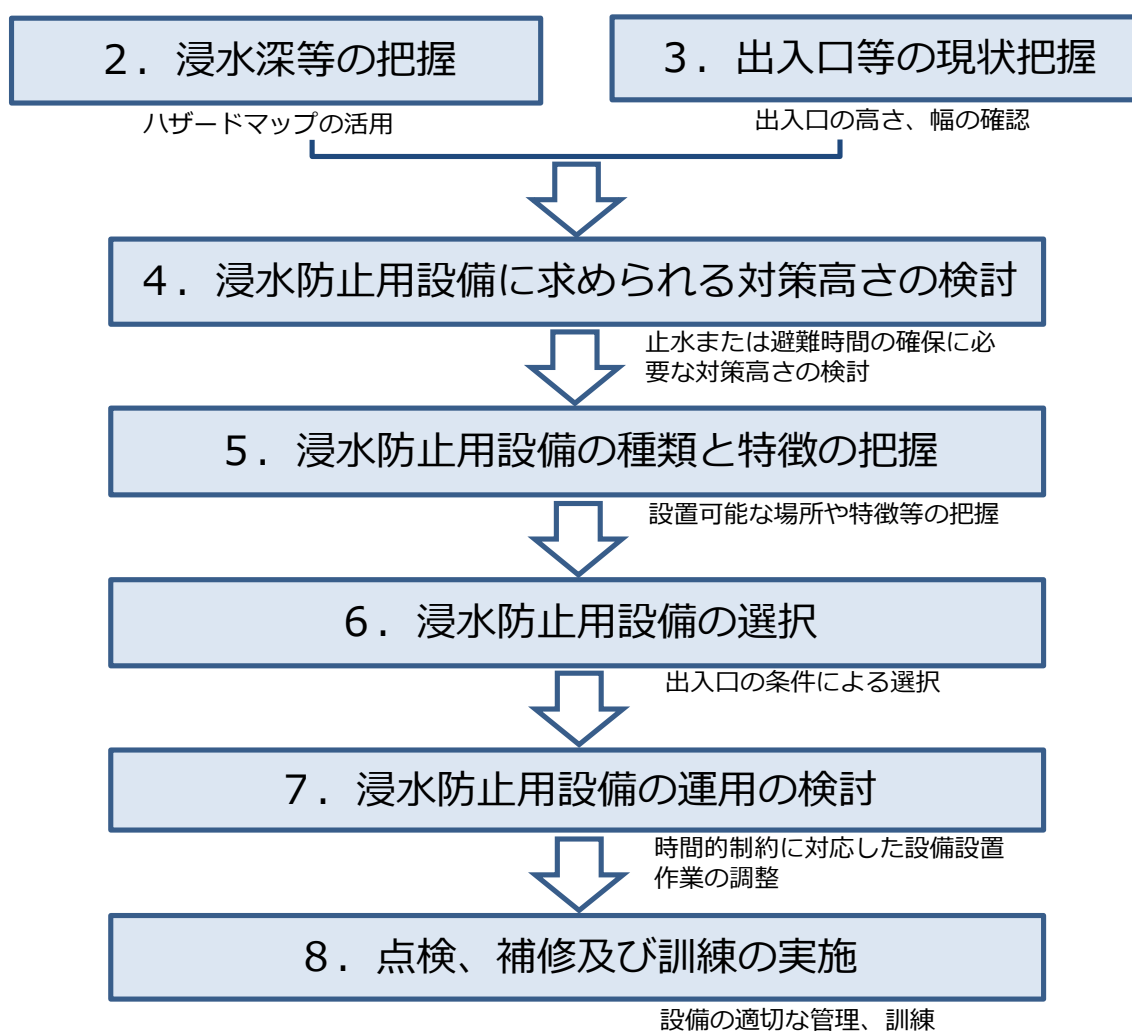 ２．浸水深等の把握
ハザードマップの活用
３．出入口等の現状把握
出入口の高さ、幅の確認
４．浸水防止用設備に求められる対策高さの検討
止水または避難時間の確保に必
要な対策高さの検討
５．浸水防止用設備の種類と特徴の把握
設置可能な場所や特徴等の把握
６．浸水防止用設備の選択
出入口の条件による選択
７．浸水防止用設備の運用の検討
時間的制約に対応した設備設置
作業の調整
８．点検、補修及び訓練の実施
設備の適切な管理、訓練